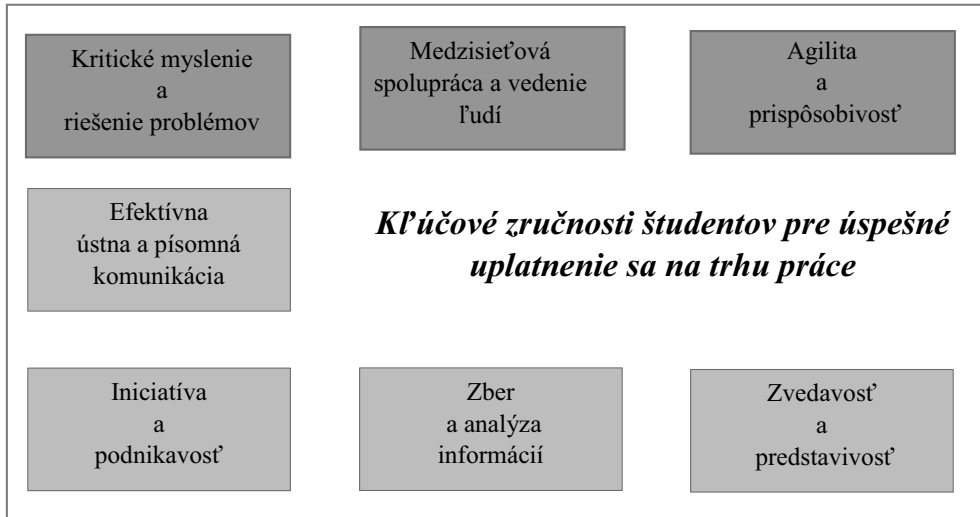 Kritické myslenie
a
riešenie problémov
Medzisieťová
spolupráca a vedenie
ľudí
Agilita
a
prispôsobivosť
Efektívna
ústna a písomná
komunikácia
Kľúčové zručnosti študentov pre úspešné
uplatnenie sa na trhu práce
Iniciatíva
a
podnikavosť
Zber
a analýza
informácií
Zvedavosť
a
predstavivosť